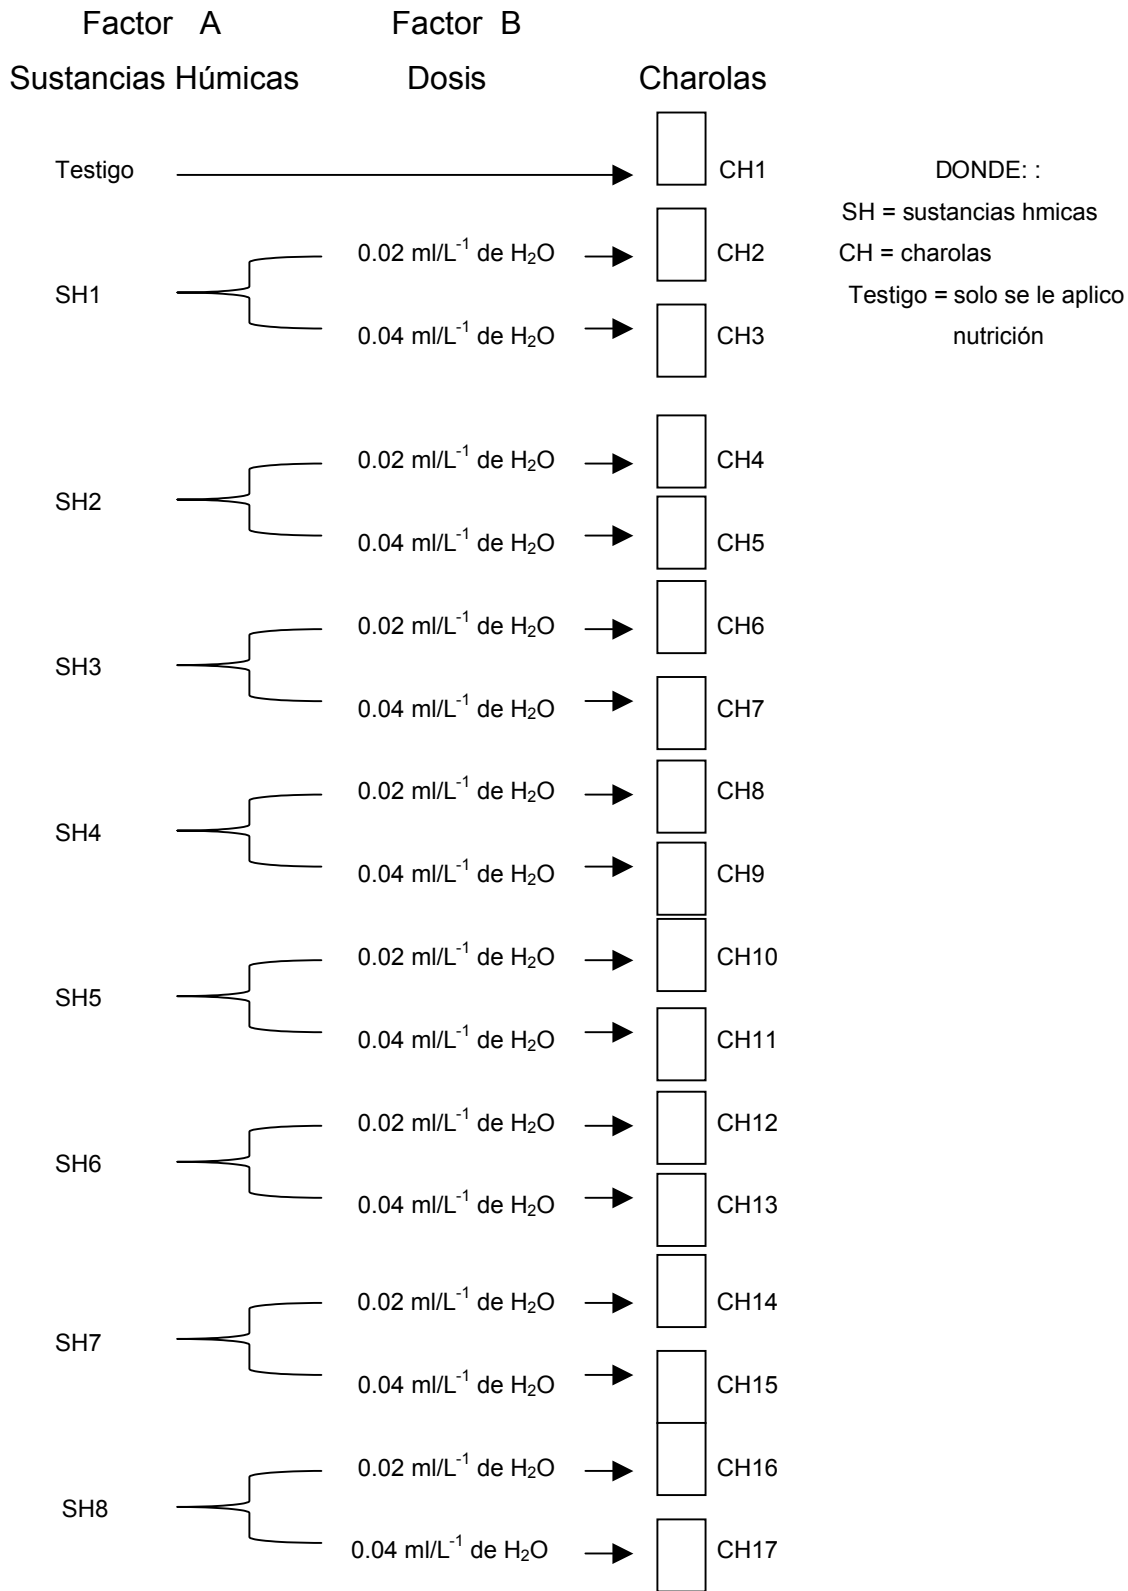 Factor A Factor B
Sustancias Húmicas Dosis Charolas
Testigo CH1 DONDE: :
SH = sustancias hmicas
0.02 ml/L⁻¹ de H₂O CH2 CH = charolas
SH1 Testigo = solo se le aplico
0.04 ml/L⁻¹ de H₂O CH3 nutrición
0.02 ml/L⁻¹ de H₂O CH4
SH2
0.04 ml/L⁻¹ de H₂O CH5
0.02 ml/L⁻¹ de H₂O CH6
SH3
0.04 ml/L⁻¹ de H₂O CH7
0.02 ml/L⁻¹ de H₂O CH8
SH4
0.04 ml/L⁻¹ de H₂O CH9
0.02 ml/L⁻¹ de H₂O CH10
SH5
0.04 ml/L⁻¹ de H₂O CH11
0.02 ml/L⁻¹ de H₂O CH12
SH6
0.04 ml/L⁻¹ de H₂O CH13
0.02 ml/L⁻¹ de H₂O CH14
SH7
0.04 ml/L⁻¹ de H₂O CH15
0.02 ml/L⁻¹ de H₂O CH16
SH8
0.04 ml/L⁻¹ de H₂O CH17